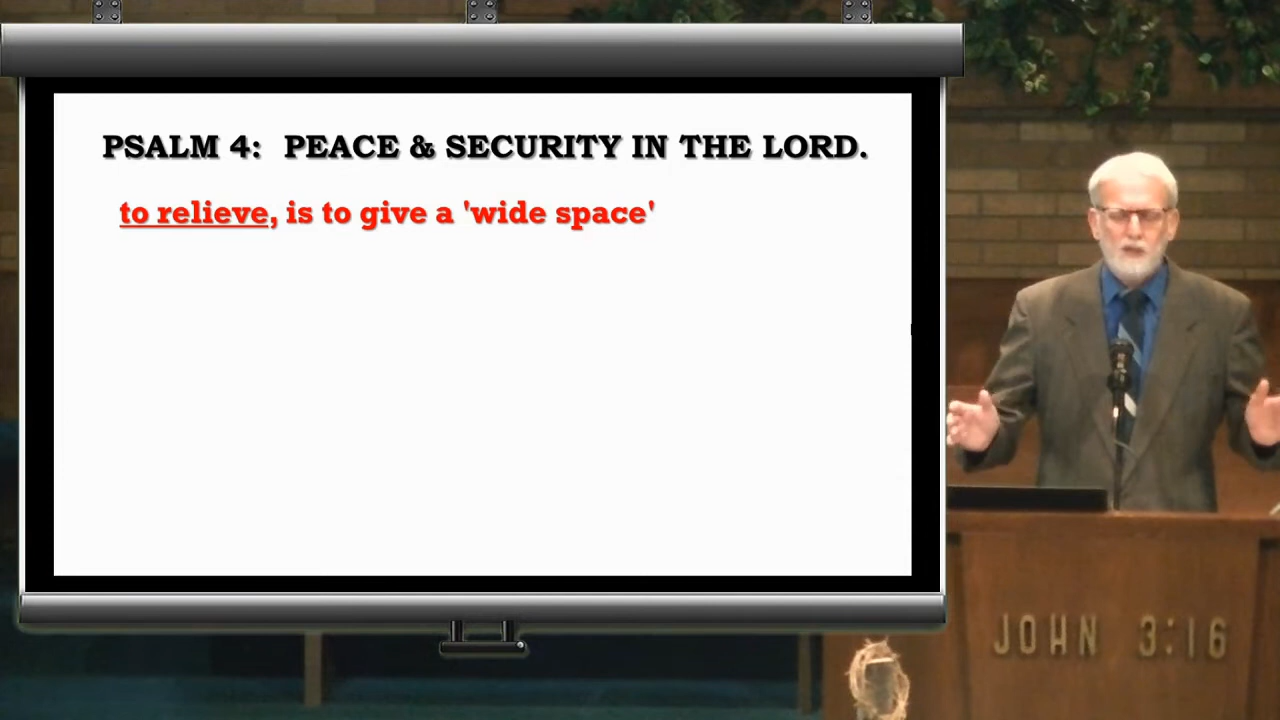 PSALM 4: PEACE & SECURITY IN THE LORD.
to relieve, is to give a 'wide space'
JOHN 3:16